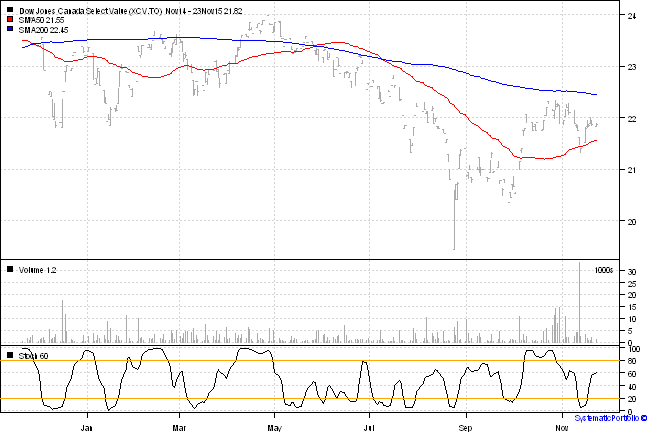 Dow Jones Canada Select Value (XCV.TO) Nov14 - 23Nov15 21.82
SMA50 21.55
SMA200 22.45
24
23
22
21
20
Volume 1.2
1000s
30
25
20
15
10
5
0
Stoch 60
100
80
60
40
20
0
Jan
Mar
May
Jul
Sep
Nov
SystematicPortfolio ©